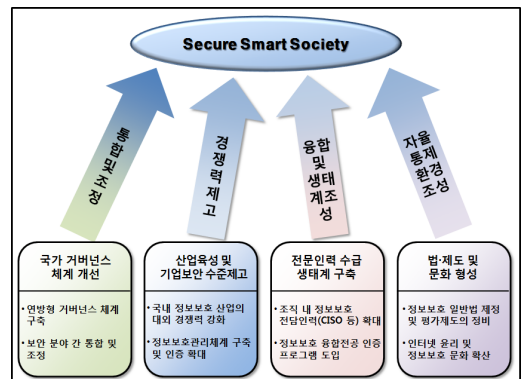 Secure Smart Society
통합및조정
경쟁력제고
융합
및
생태
계조
성
자율
통제
환경
조성
국가 거버넌스
체계 개선
• 연방형 거버넌스 체계
구축
• 보안 분야 간 통합 및
조정
산업육성 및
기업보안 수준제고
• 국내 정보보호 산업의
대외 경쟁력 강화
• 정보보호관리체계 구축
및 인증 확대
전문인력 수급
생태계 구축
• 조직 내 정보보호
전담인력(CISO 등) 확대
• 정보보호 융합전공 인증
프로그램 도입
법·제도 및
문화 형성
• 정보보호 일반법 제정
및 평가제도의 정비
• 인터넷 윤리 및
정보보호 문화 확산